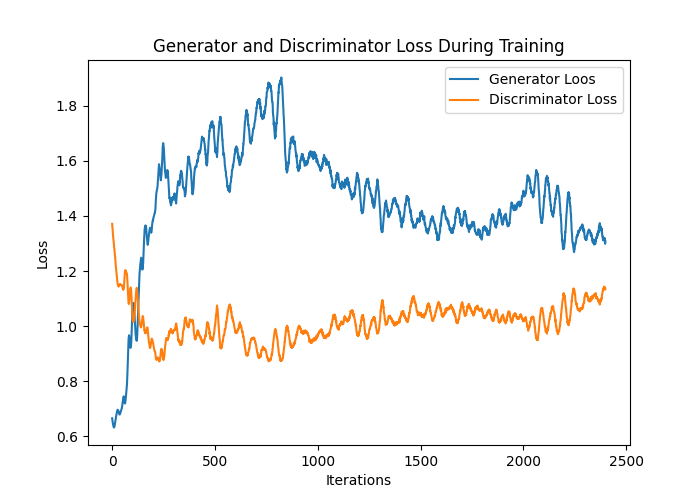 Generator and Discriminator Loss During Training
Generator Loos
Discriminator Loss
Loss
1.8
1.6
1.4
1.2
1.0
0.8
0.6
0 500 1000 1500 2000 2500
Iterations